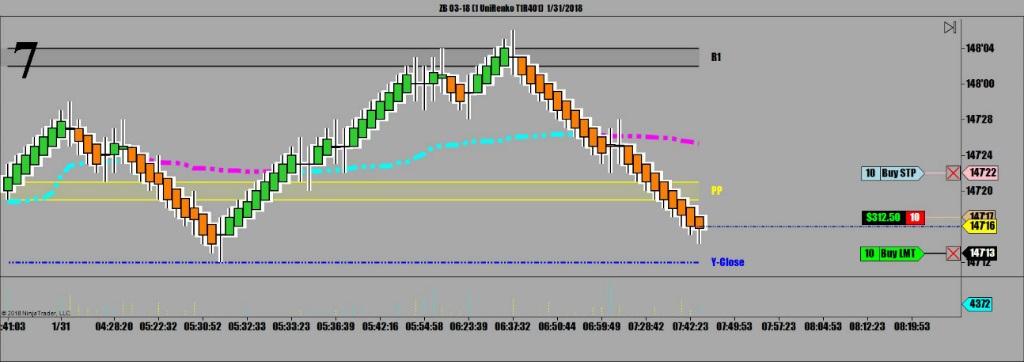 ZB 03-18 [] UniRenko T1R40[] 1/31/2018
7
R1
148'04
148'00
147'28
147'24
10 Buy STP
147'22
147'20
PP
$312.50 10
147'17
147'16
10 Buy LMT
147'13
147'12
Y-Close
4372
© 2018 NinjaTrader, LLC
:41:03 1/31 04:28:20 05:22:32 05:30:52 05:32:33 05:33:23 05:36:39 05:42:16 05:54:58 06:23:39 06:37:32 06:50:44 06:59:49 07:28:42 07:42:23 07:49:53 07:57:23 08:04:53 08:12:23 08:19:53